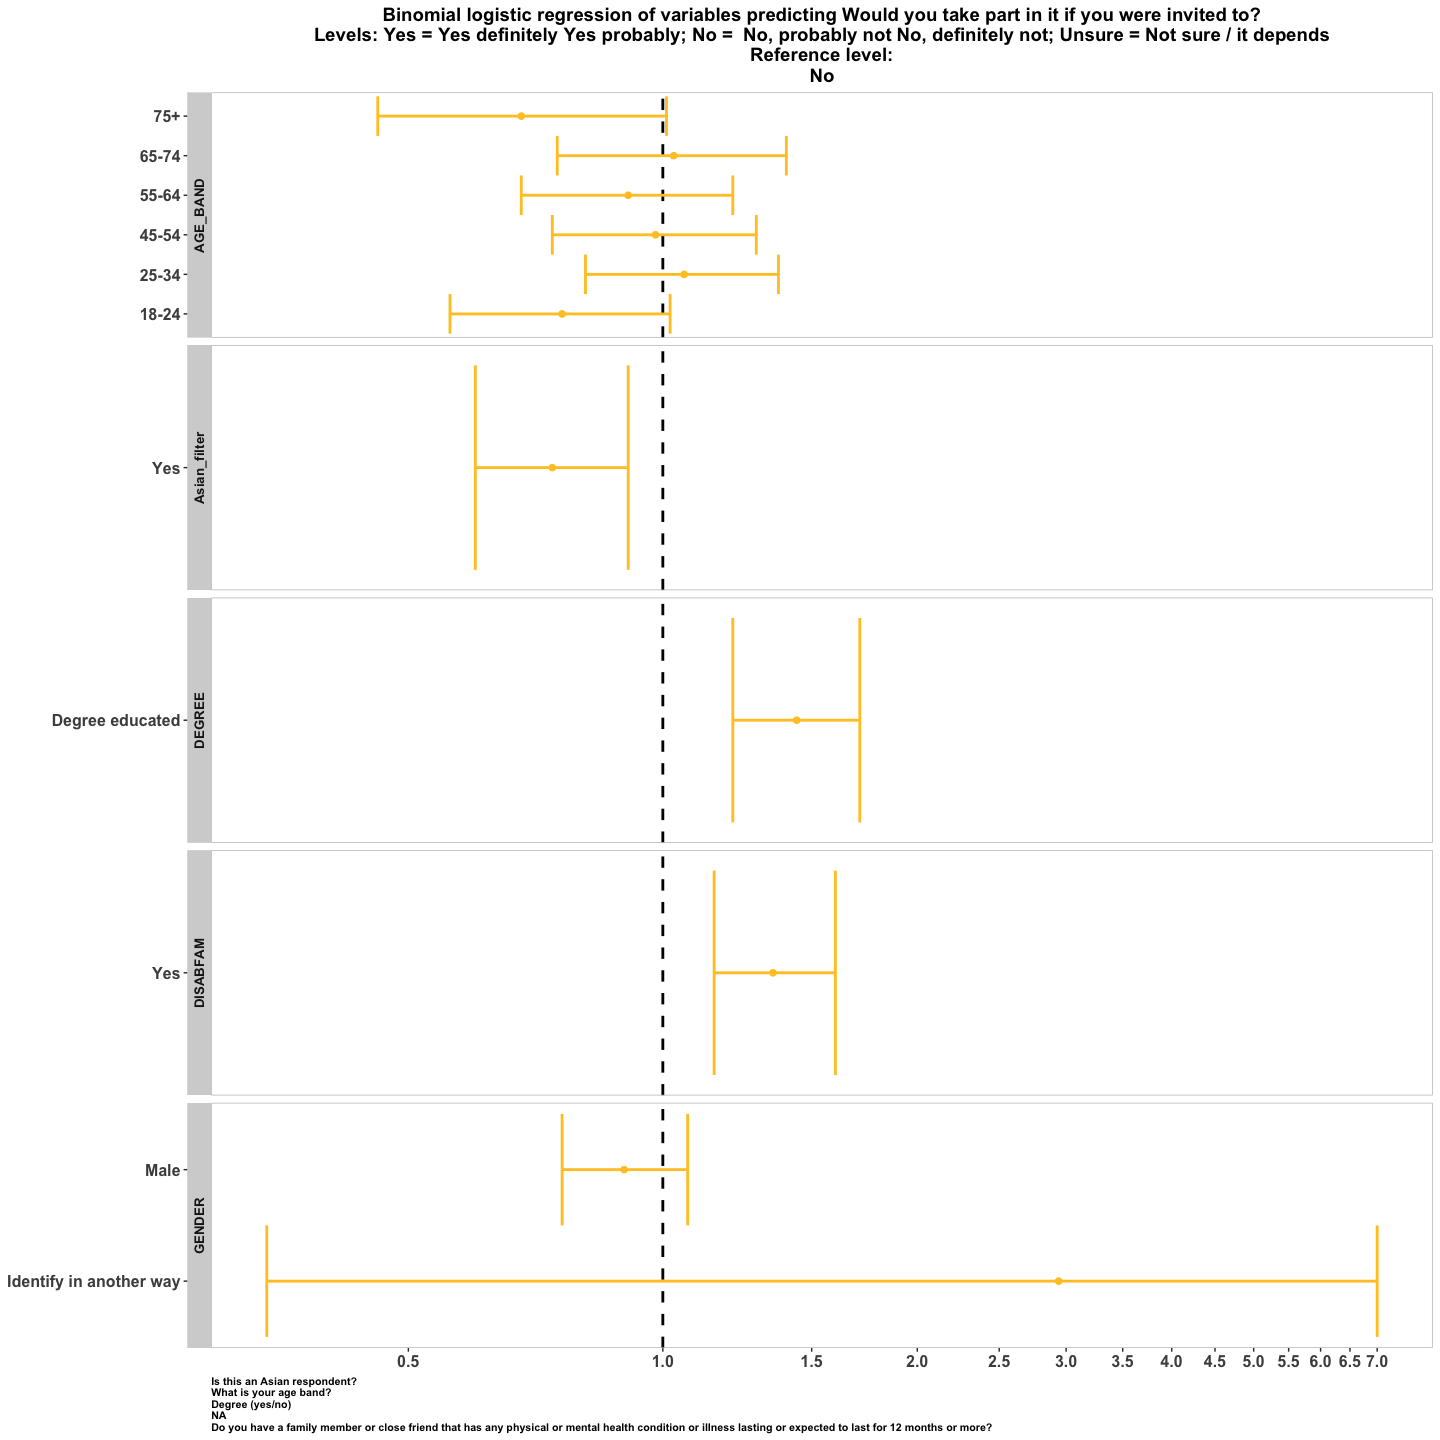 Binomial logistic regression of variables predicting Would you take part in it if you were invited to?
Levels: Yes = Yes definitely Yes probably; No =  No, probably not No, definitely not; Unsure = Not sure / it depends
Reference level:
No
AGE_BAND
75+
65-74
55-64
45-54
25-34
18-24
Asian_filter
Yes
DEGREE
Degree educated
DISABFAM
Yes
GENDER
Male
Identify in another way
0.5 1.0 1.5 2.0 2.5 3.0 3.5 4.0 4.5 5.0 5.5 6.0 6.5 7.0
Is this an Asian respondent?
What is your age band?
Degree (yes/no)
NA
Do you have a family member or close friend that has any physical or mental health condition or illness lasting or expected to last for 12 months or more?